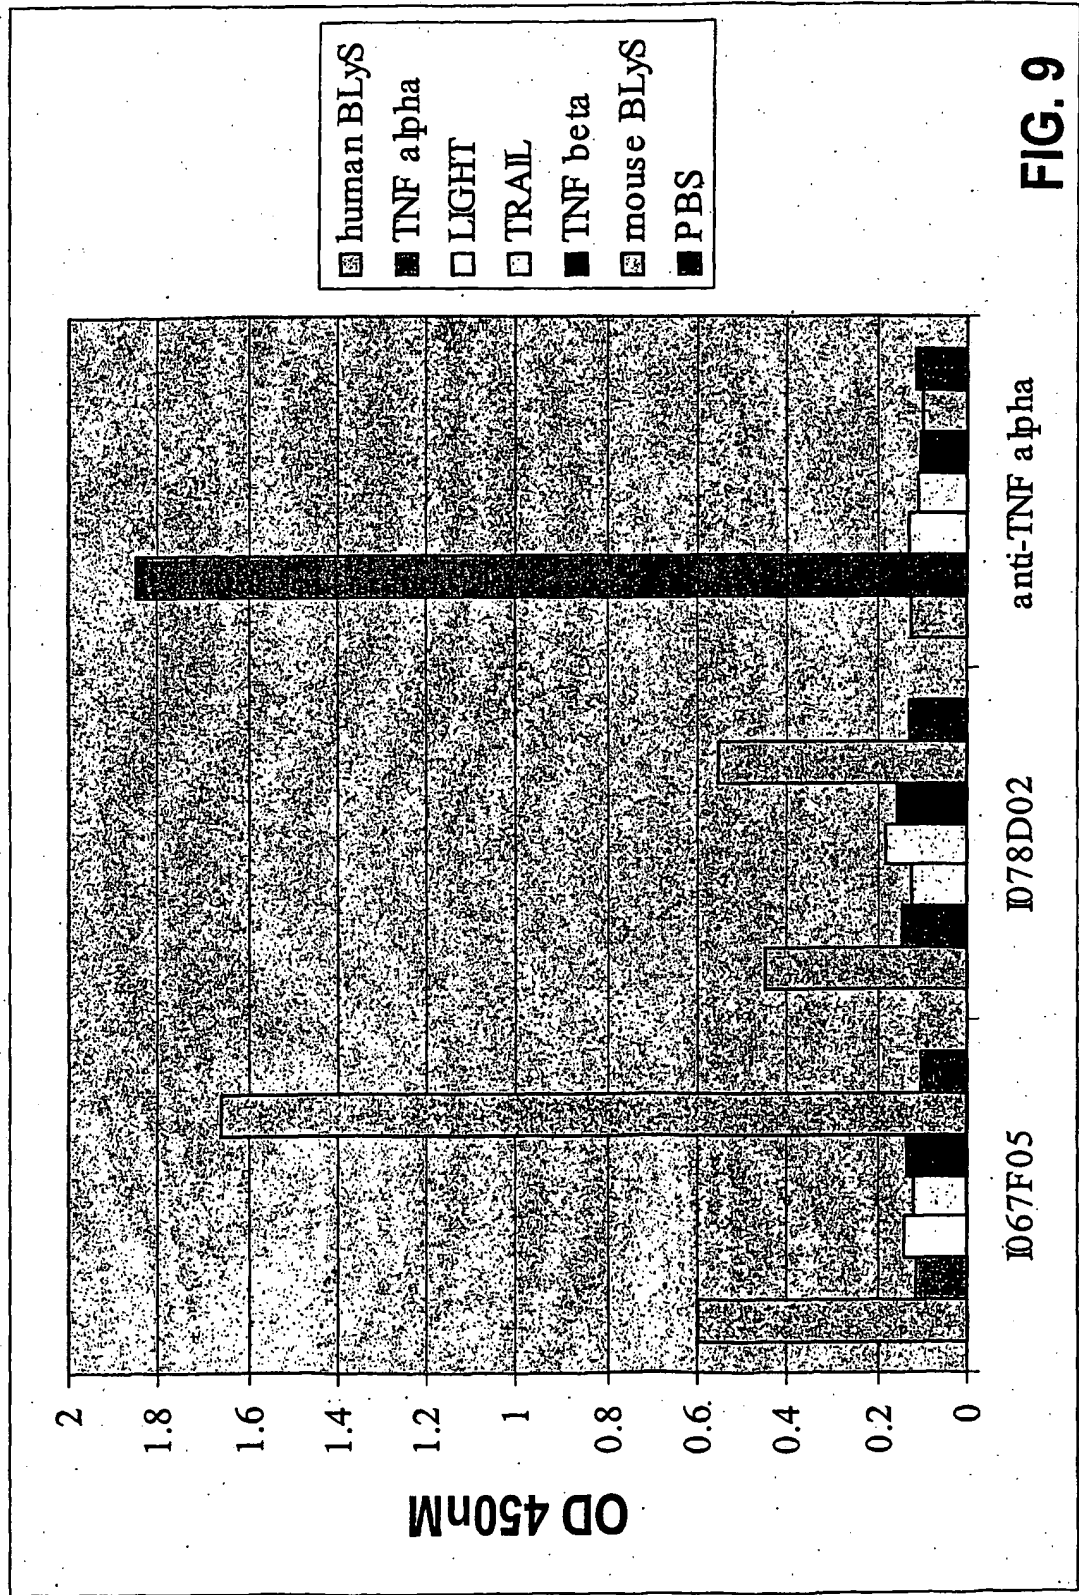 OD 450nM
2
1.8
1.6
1.4
1.2
1
0.8
0.6
0.4
0.2
0
I067F05
I078D02
anti-TNF alpha
human BLyS
TNF alpha
LIGHT
TRAIL
TNF beta
mouse BLyS
PBS
FIG. 9